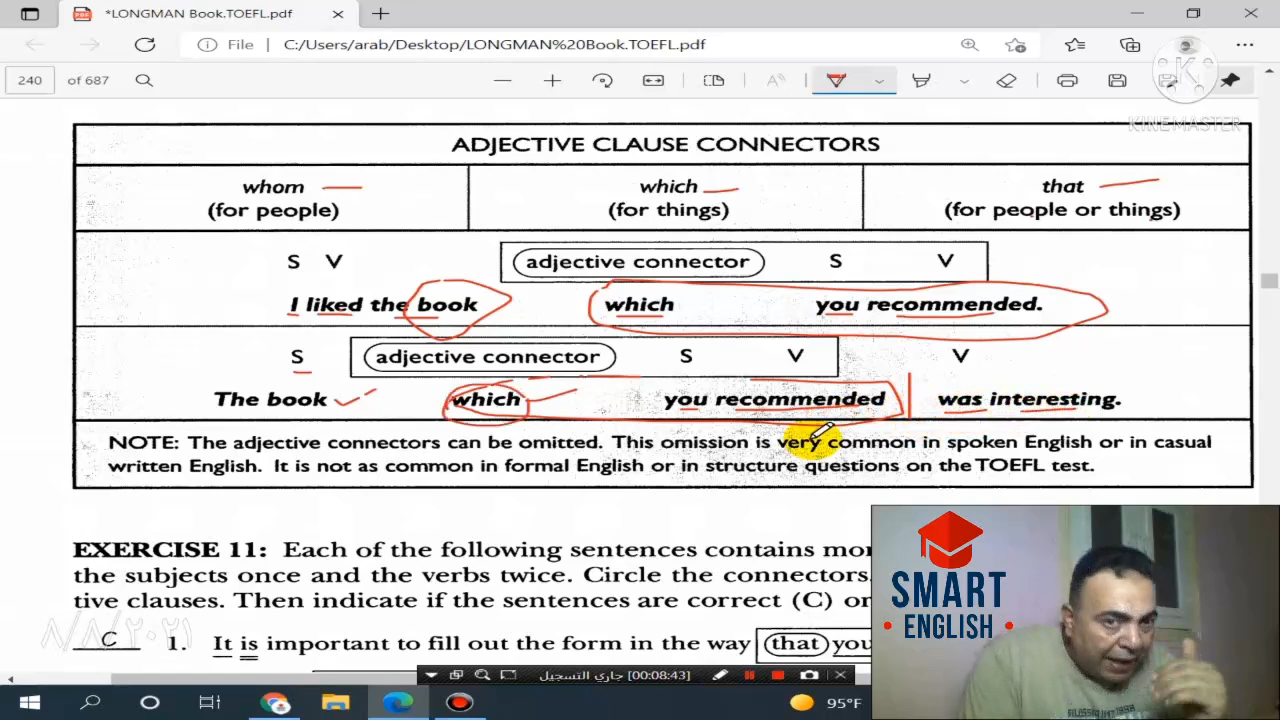 *LONGMAN Book.TOEFL.pdf
File
C:/Users/arab/Desktop/LONGMAN%20Book.TOEFL.pdf
240 of 687
KINEMASTER
ADJECTIVE CLAUSE CONNECTORS
whom which that
(for people) (for things) (for people or things)
S V adjective connector S V
I liked the book which you recommended.
S adjective connector S V V
The book which you recommended was interesting.
NOTE: The adjective connectors can be omitted. This omission is very common in spoken English or in casual
written English. It is not as common in formal English or in structure questions on the TOEFL test.
EXERCISE 11: Each of the following sentences contains mo
the subjects once and the verbs twice. Circle the connectors.
tive clauses. Then indicate if the sentences are correct (C) or
C 1. It is important to fill out the form in the way that you
٨/٨/٢٠٢١
SMART
ENGLISH
جاري التسجيل [00:08:43]
95°F